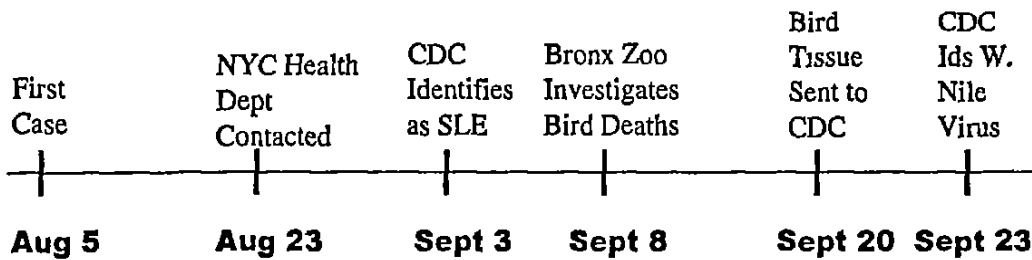 First
Case
NYC Health
Dept
Contacted
CDC
Identifies
as SLE
Bronx Zoo
Investigates
Bird Deaths
Bird
Tissue
Sent to
CDC
CDC
Ids W.
Nile
Virus
Aug 5 Aug 23 Sept 3 Sept 8 Sept 20 Sept 23